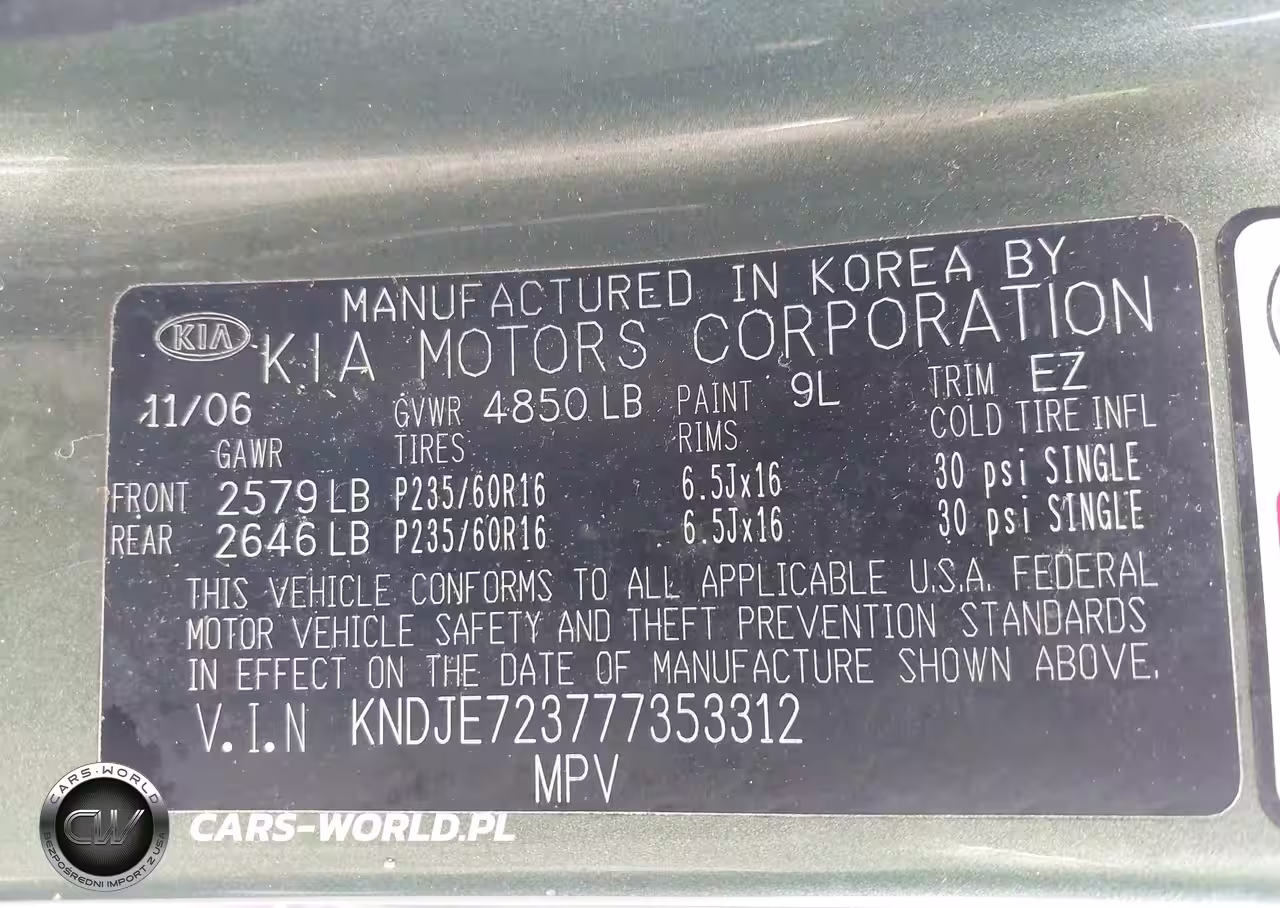 MANUFACTURED IN KOREA BY
KIA KIA MOTORS CORPORATION
11/06 GVWR 4850 LB PAINT 9L TRIM EZ
GAWR TIRES RIMS COLD TIRE INFL
FRONT 2579 LB P235/60R16 6.5Jx16 30 psi SINGLE
REAR 2646 LB P235/60R16 6.5Jx16 30 psi SINGLE
THIS VEHICLE CONFORMS TO ALL APPLICABLE U.S.A. FEDERAL
MOTOR VEHICLE SAFETY AND THEFT PREVENTION STANDARDS
IN EFFECT ON THE DATE OF MANUFACTURE SHOWN ABOVE.
V.I.N KNDJE723777353312
MPV
CARS-WORLD
CW
BEZPOŚREDNI IMPORT Z USA
CARS-WORLD.PL